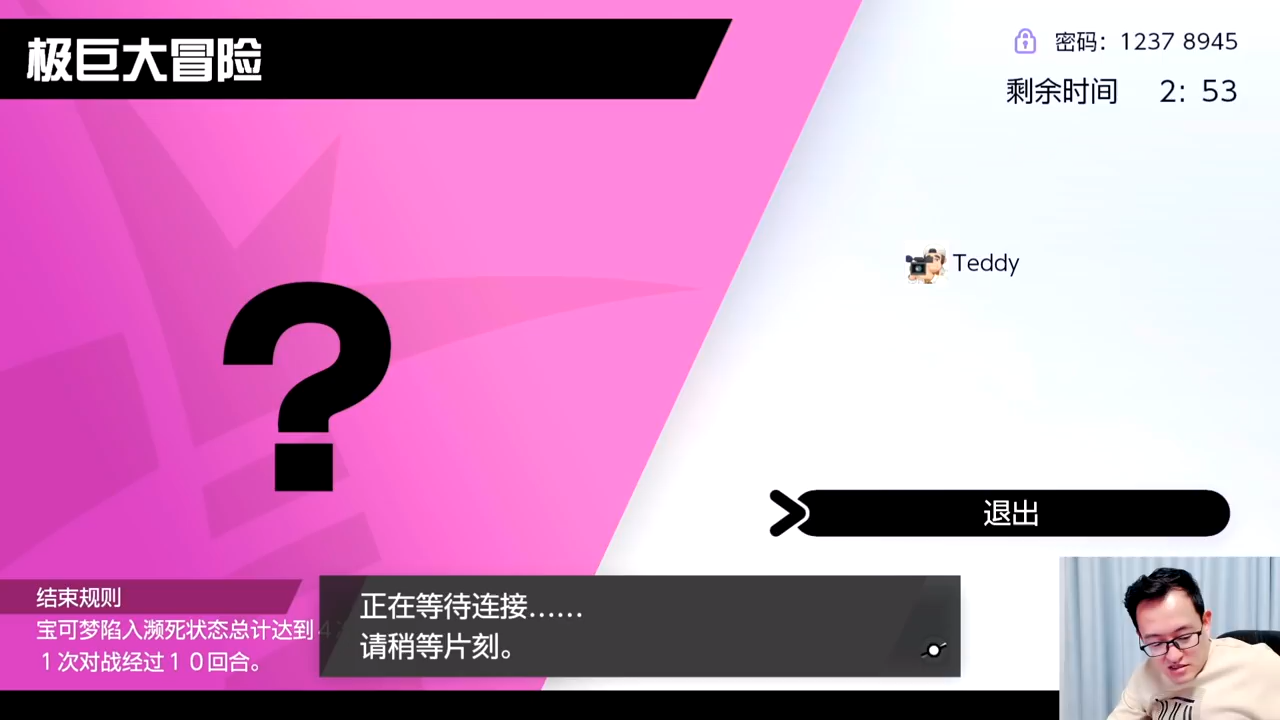 极巨大冒险
密码：1237 8945
剩余时间 2：53
Teddy
退出
结束规则
宝可梦陷入濒死状态总计达到4
１次对战经过１０回合。
正在等待连接……
请稍等片刻。